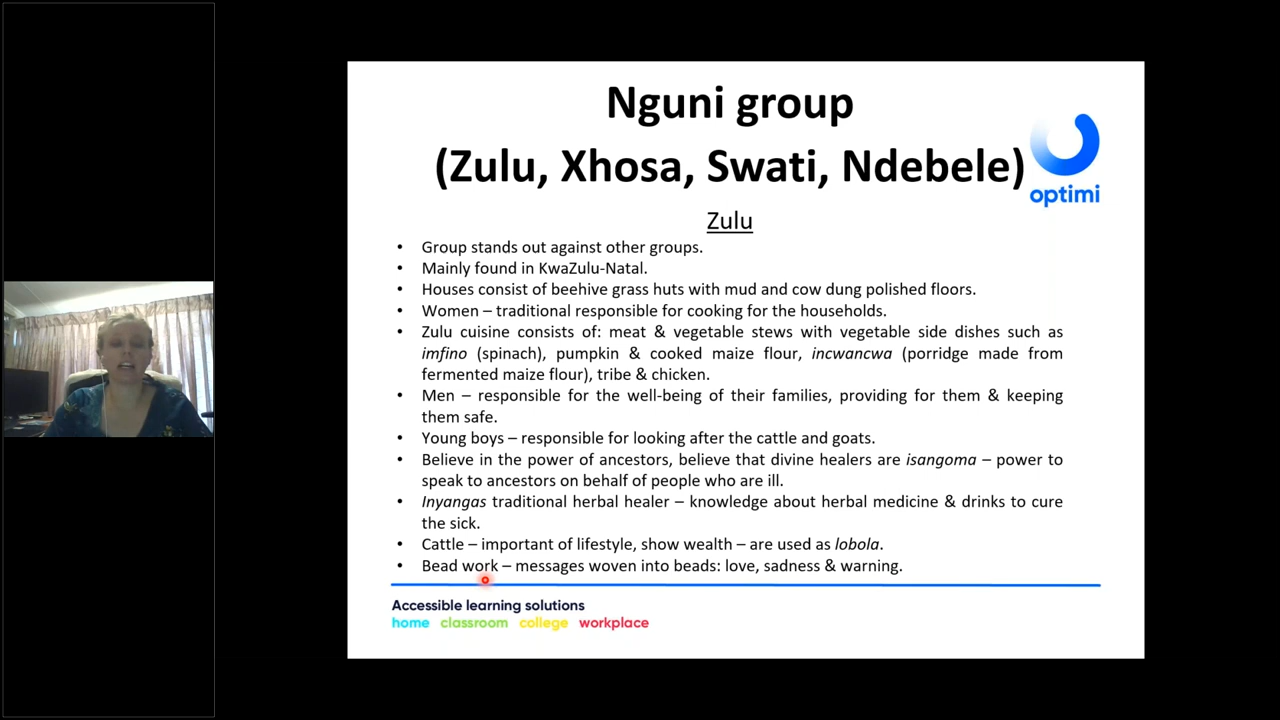 Nguni group
(Zulu, Xhosa, Swati, Ndebele)
optimi
Zulu
• Group stands out against other groups.
• Mainly found in KwaZulu-Natal.
• Houses consist of beehive grass huts with mud and cow dung polished floors.
• Women – traditional responsible for cooking for the households.
• Zulu cuisine consists of: meat & vegetable stews with vegetable side dishes such as
imfino (spinach), pumpkin & cooked maize flour, incwancwa (porridge made from
fermented maize flour), tribe & chicken.
• Men – responsible for the well-being of their families, providing for them & keeping
them safe.
• Young boys – responsible for looking after the cattle and goats.
• Believe in the power of ancestors, believe that divine healers are isangoma – power to
speak to ancestors on behalf of people who are ill.
• Inyangas traditional herbal healer – knowledge about herbal medicine & drinks to cure
the sick.
• Cattle – important of lifestyle, show wealth – are used as lobola.
• Bead work – messages woven into beads: love, sadness & warning.
Accessible learning solutions
home classroom college workplace